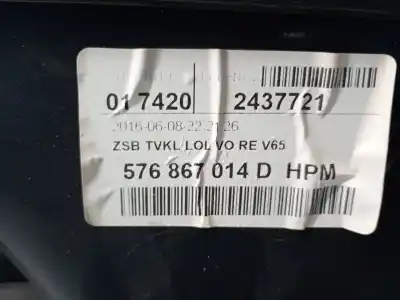 01 7420 2437721
2016-06-08-22.21.26
ZSB TVKL LOL VO RE V65
576 867 014 D HPM